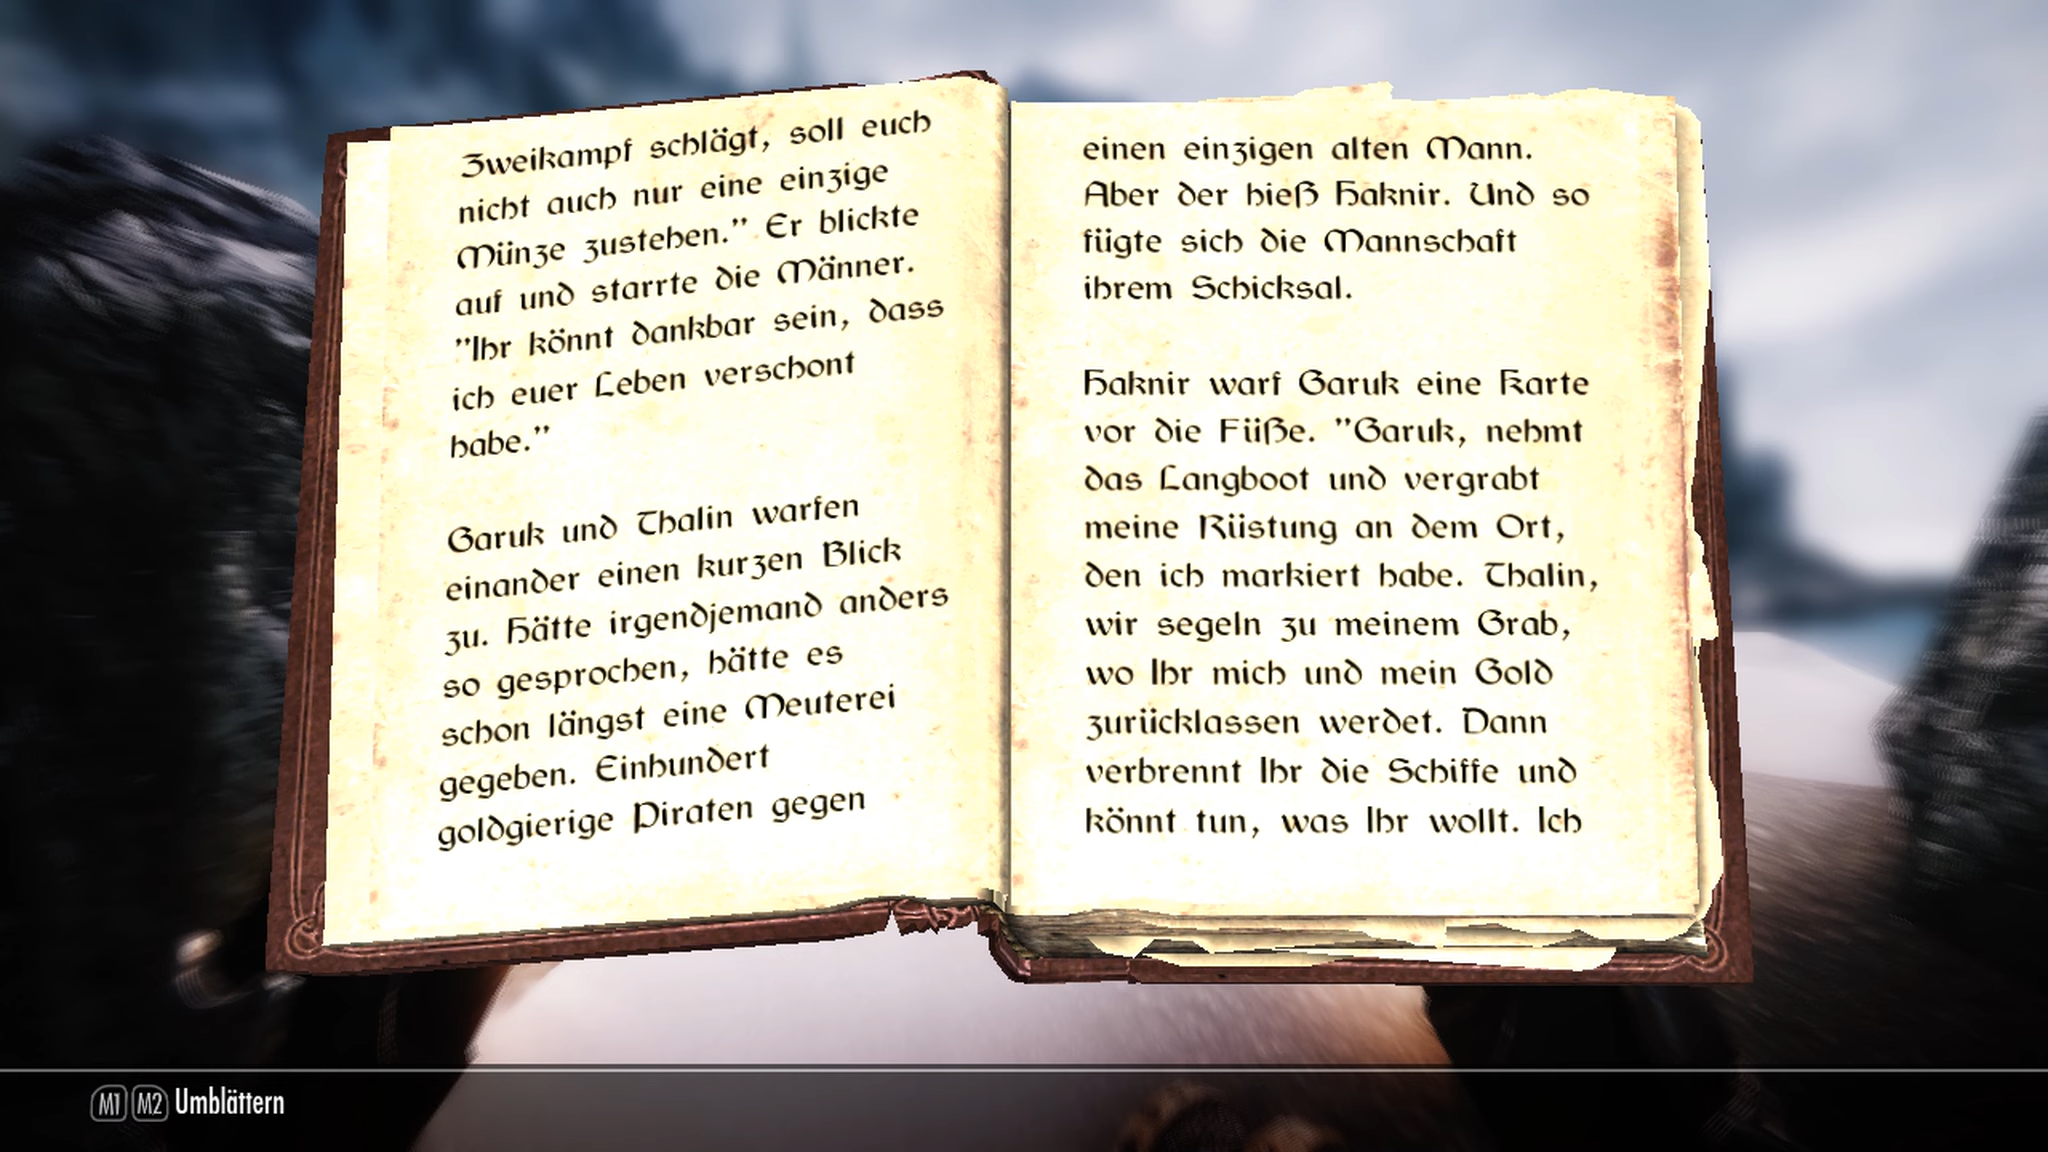 Zweikampf schlägt, soll euch
nicht auch nur eine einzige
Münze zustehen." Er blickte
auf und starrte die Männer.
"Ihr könnt dankbar sein, dass
ich euer Leben verschont
habe."
Garuk und Thalin warfen
einander einen kurzen Blick
zu. Hätte irgendjemand anders
so gesprochen, hätte es
schon längst eine Meuterei
gegeben. Einhundert
goldgierige Piraten gegen
einen einzigen alten Mann.
Aber der hieß Haknir. Und so
fügte sich die Mannschaft
ihrem Schicksal.
Haknir warf Garuk eine Karte
vor die Füße. "Garuk, nehmt
das Langboot und vergrabt
meine Rüstung an dem Ort,
den ich markiert habe. Thalin,
wir segeln zu meinem Grab,
wo Ihr mich und mein Gold
zurücklassen werdet. Dann
verbrennt Ihr die Schiffe und
könnt tun, was Ihr wollt. Ich
M1 M2 Umblättern